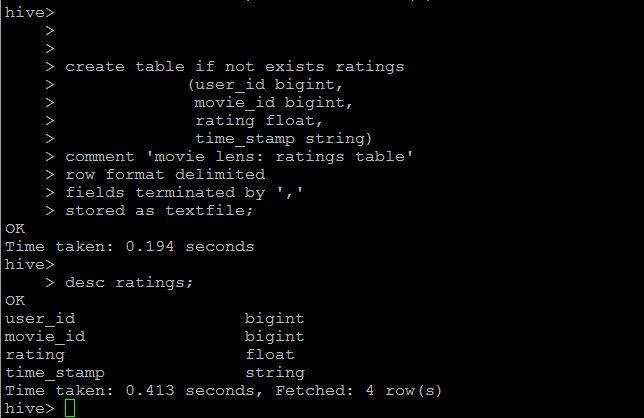 hive>
    >
    >
    > create table if not exists ratings
    >             (user_id bigint,
    >              movie_id bigint,
    >              rating float,
    >              time_stamp string)
    > comment 'movie lens: ratings table'
    > row format delimited
    > fields terminated by ','
    > stored as textfile;
OK
Time taken: 0.194 seconds
hive>
    > desc ratings;
OK
user_id                 bigint
movie_id                bigint
rating                  float
time_stamp              string
Time taken: 0.413 seconds, Fetched: 4 row(s)
hive>